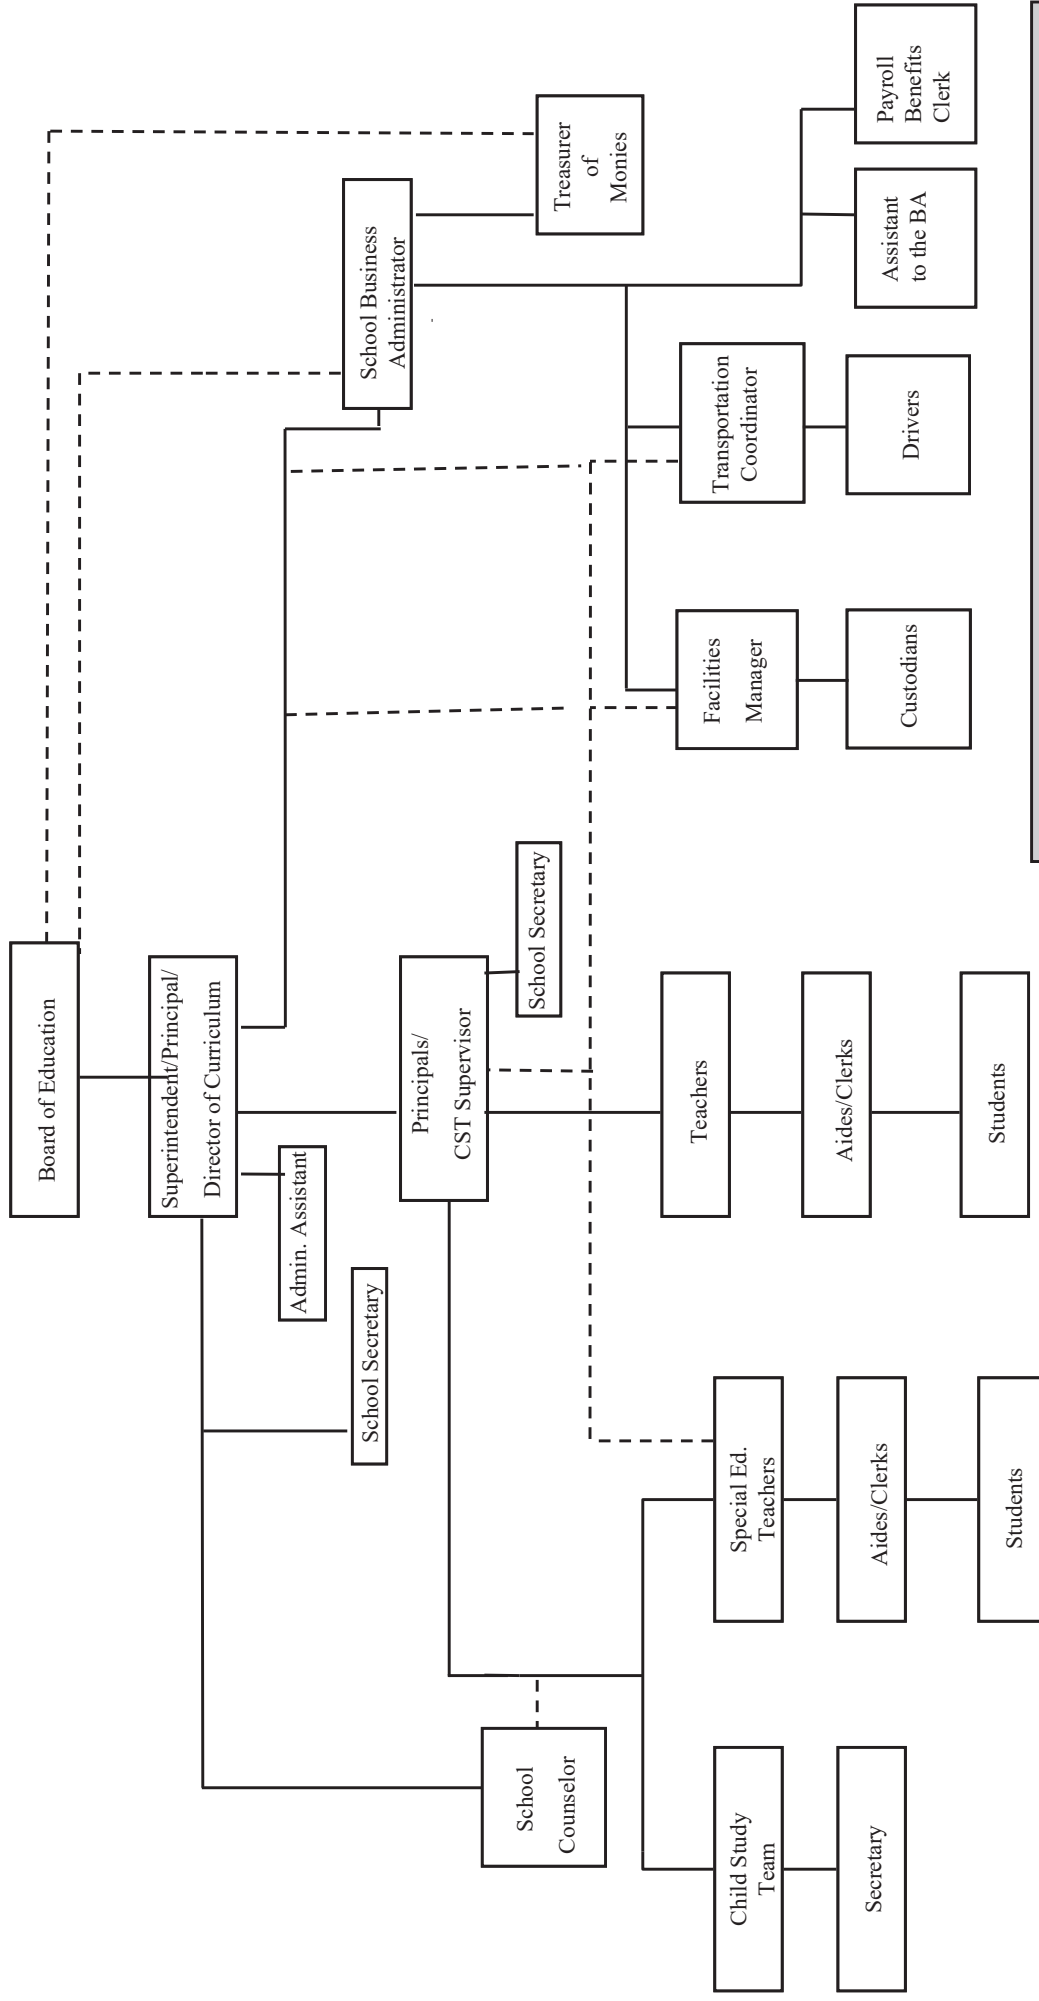 Board of Education
Superintendent/Principal/
Director of Curriculum
Admin. Assistant
School Secretary
School Business
Administrator
Principals/
CST Supervisor
School Secretary
Treasurer
of
Monies
School
Counselor
Child Study
Team
Secretary
Special Ed.
Teachers
Aides/Clerks
Students
Teachers
Aides/Clerks
Students
Facilities
Manager
Custodians
Transportation
Coordinator
Drivers
Assistant
to the BA
Payroll
Benefits
Clerk